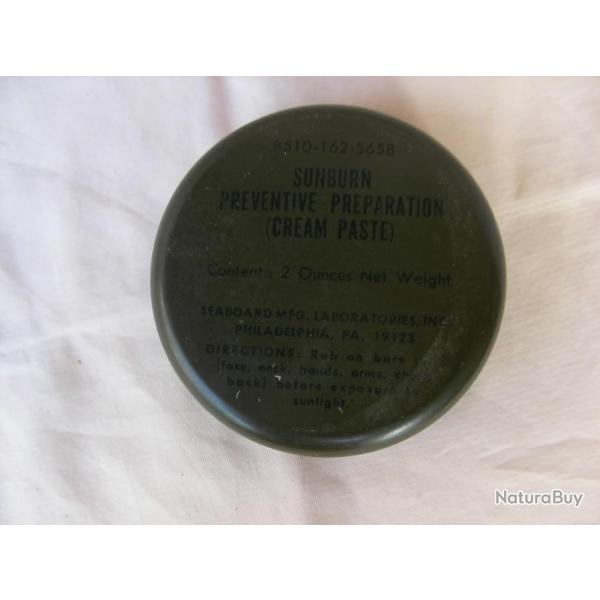 8510-162-5658
SUNBURN
PREVENTIVE PREPARATION
(CREAM PASTE)
Contents: 2 Ounces Net Weight
SEABOARD MFG. LABORATORIES, INC.
PHILADELPHIA, PA. 19123
DIRECTIONS: Rub on bare
(face, neck, hands, arms,
back) before exposure
sunlight.
NaturaBuy